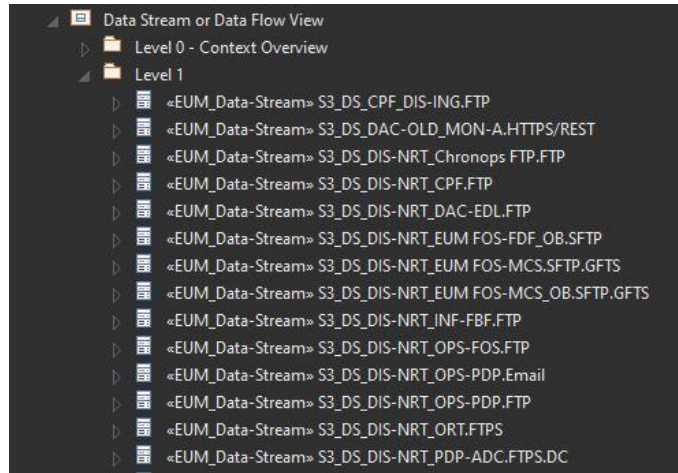 Data Stream or Data Flow View
Level 0 - Context Overview
Level 1
«EUM_Data-Stream» S3_DS_CPF_DIS-ING.FTP
«EUM_Data-Stream» S3_DS_DAC-OLD_MON-A.HTTPS/REST
«EUM_Data-Stream» S3_DS_DIS-NRT_Chronops FTP.FTP
«EUM_Data-Stream» S3_DS_DIS-NRT_CPF.FTP
«EUM_Data-Stream» S3_DS_DIS-NRT_DAC-EDL.FTP
«EUM_Data-Stream» S3_DS_DIS-NRT_EUM FOS-FDF_OB.SFTP
«EUM_Data-Stream» S3_DS_DIS-NRT_EUM FOS-MCS.SFTP.GFTS
«EUM_Data-Stream» S3_DS_DIS-NRT_EUM FOS-MCS_OB.SFTP.GFTS
«EUM_Data-Stream» S3_DS_DIS-NRT_INF-FBF.FTP
«EUM_Data-Stream» S3_DS_DIS-NRT_OPS-FOS.FTP
«EUM_Data-Stream» S3_DS_DIS-NRT_OPS-PDP.Email
«EUM_Data-Stream» S3_DS_DIS-NRT_OPS-PDP.FTP
«EUM_Data-Stream» S3_DS_DIS-NRT_ORT.FTPS
«EUM_Data-Stream» S3_DS_DIS-NRT_PDP-ADC.FTPS.DC